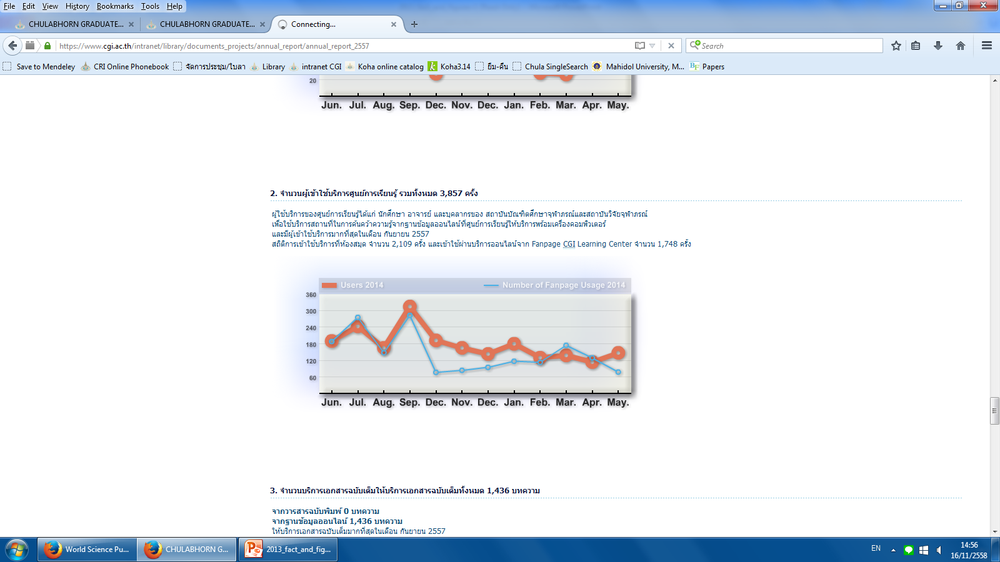 File Edit View History Bookmarks Tools Help
CHULABHORN GRADUATE... CHULABHORN GRADUATE... Connecting...
https://www.cgi.ac.th/intranet/library/documents_projects/annual_report/annual_report_2557 Search
Save to Mendeley CRI Online Phonebook จัดการประชุม/ใบลา Library intranet CGI Koha online catalog Koha3.14 ยืม-คืน Chula SingleSearch Mahidol University, M... Papers
20
Jun. Jul. Aug. Sep. Dec. Nov. Dec. Jan. Feb. Mar. Apr. May.
2. จำนวนผู้เข้าใช้บริการศูนย์การเรียนรู้ รวมทั้งหมด 3,857 ครั้ง
ผู้ใช้บริการของศูนย์การเรียนรู้ได้แก่ นักศึกษา อาจารย์ และบุคลากรของ สถาบันบัณฑิตศึกษาจุฬาภรณ์และสถาบันวิจัยจุฬาภรณ์
เพื่อใช้บริการสถานที่ในการค้นคว้าความรู้จากฐานข้อมูลออนไลน์ที่ศูนย์การเรียนรู้ให้บริการพร้อมเครื่องคอมพิวเตอร์
และมีผู้เข้าใช้บริการมากที่สุดในเดือน กันยายน 2557
สถิติการเข้าใช้บริการที่ห้องสมุด จำนวน 2,109 ครั้ง และเข้าใช้ผ่านบริการออนไลน์จาก Fanpage CGI Learning Center จำนวน 1,748 ครั้ง
Users 2014 Number of Fanpage Usage 2014
360
300
240
180
120
60
Jun. Jul. Aug. Sep. Dec. Nov. Dec. Jan. Feb. Mar. Apr. May.
3. จำนวนบริการเอกสารฉบับเต็มให้บริการเอกสารฉบับเต็มทั้งหมด 1,436 บทความ
จากวารสารฉบับพิมพ์ 0 บทความ
จากฐานข้อมูลออนไลน์ 1,436 บทความ
ให้บริการเอกสารฉบับเต็มมากที่สุดในเดือน กันยายน 2557
World Science Pu... CHULABHORN G... 2013_fact_and_fig... EN 14:56
16/11/2558